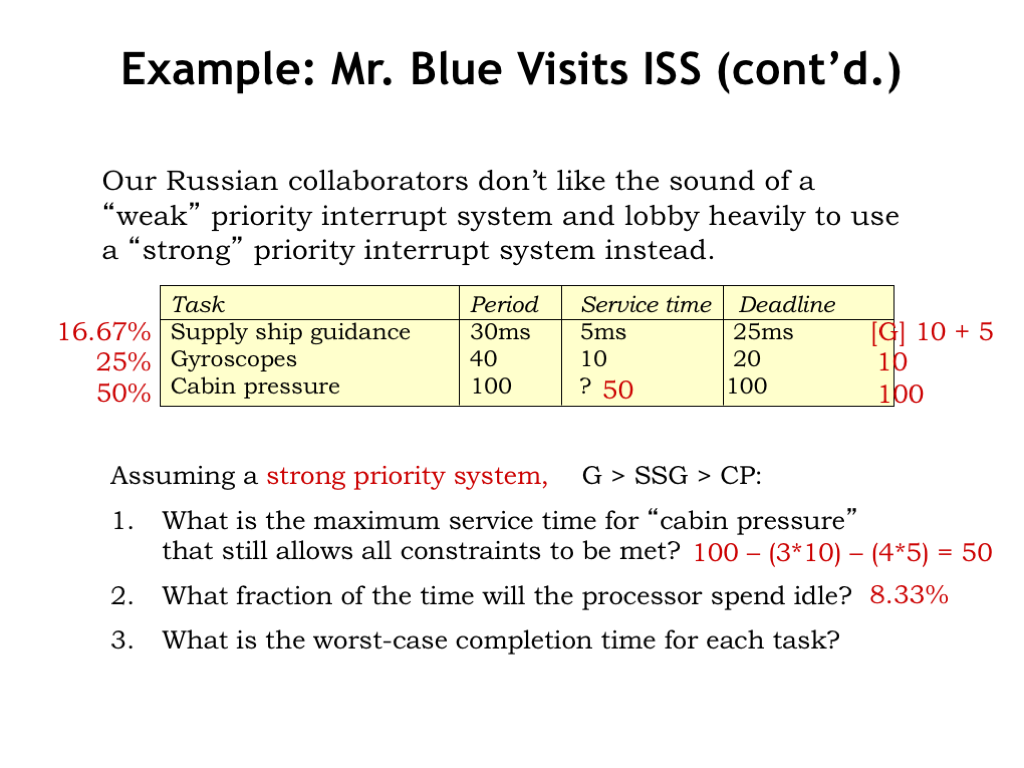 Example: Mr. Blue Visits ISS (cont’d.)
Our Russian collaborators don’t like the sound of a
“weak” priority interrupt system and lobby heavily to use
a “strong” priority interrupt system instead.
Task Period Service time Deadline
16.67% Supply ship guidance 30ms 5ms 25ms [G] 10 + 5
25% Gyroscopes 40 10 20 10
50% Cabin pressure 100 ? 50 100 100
Assuming a strong priority system, G > SSG > CP:
1. What is the maximum service time for “cabin pressure”
that still allows all constraints to be met? 100 – (3*10) – (4*5) = 50
2. What fraction of the time will the processor spend idle? 8.33%
3. What is the worst-case completion time for each task?